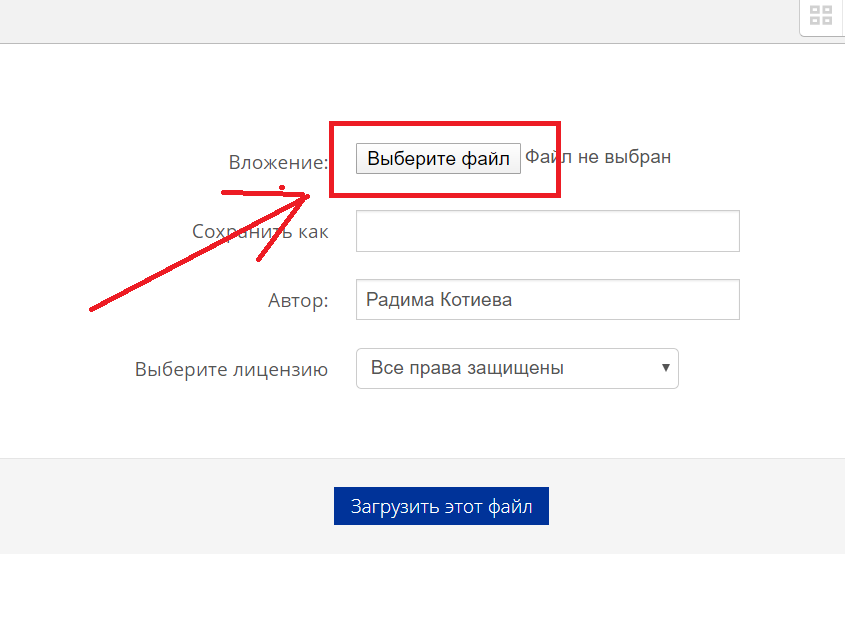 Вложение: Выберите файл Файл не выбран
Сохранить как
Автор: Радима Котиева
Выберите лицензию Все права защищены
Загрузить этот файл